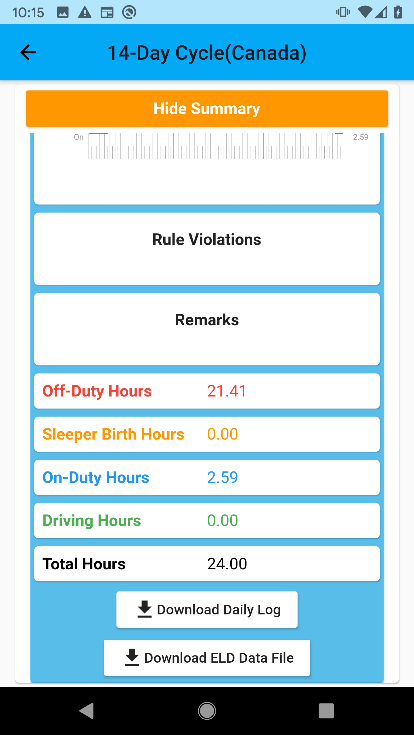 10:15
14-Day Cycle(Canada)
Hide Summary
On 2.59
Rule Violations
Remarks
Off-Duty Hours 21.41
Sleeper Birth Hours 0.00
On-Duty Hours 2.59
Driving Hours 0.00
Total Hours 24.00
Download Daily Log
Download ELD Data File